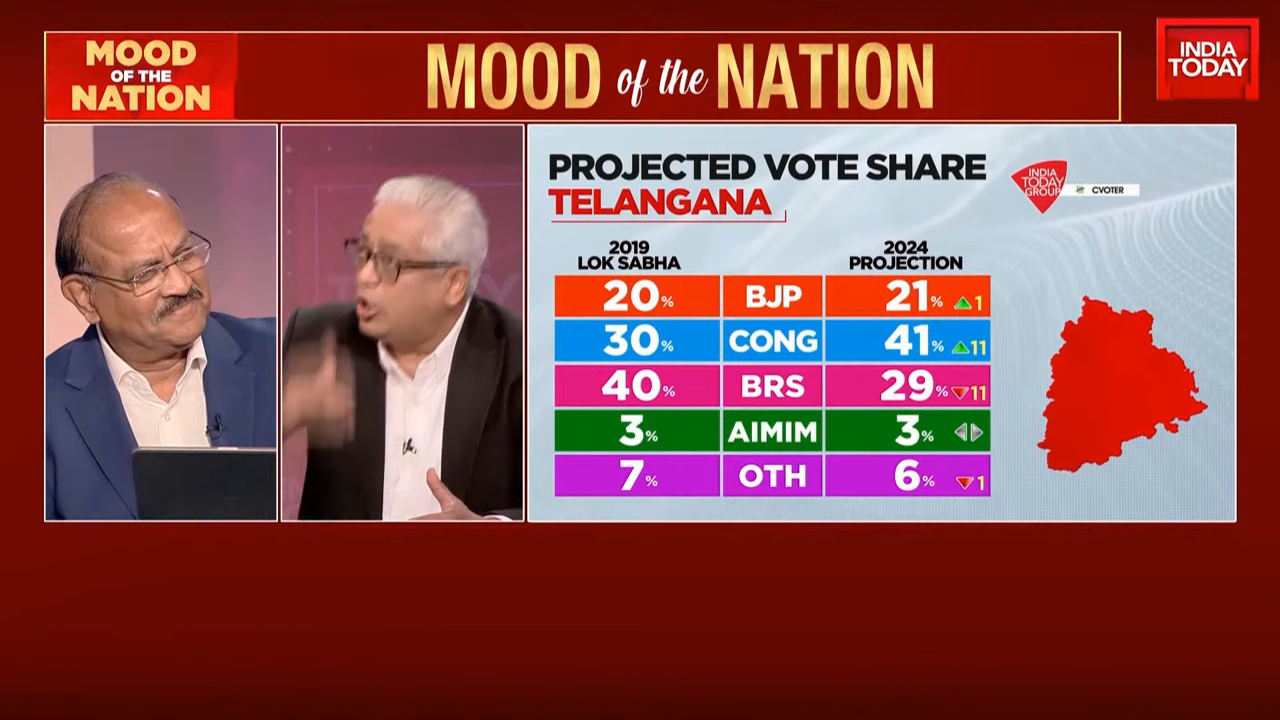 MOOD
OF THE
NATION
MOOD of the NATION
INDIA
TODAY
PROJECTED VOTE SHARE
TELANGANA
INDIA
TODAY
GROUP
CVOTER
2019
LOK SABHA
2024
PROJECTION
20% BJP 21% 1
30% CONG 41% 11
40% BRS 29% 11
3% AIMIM 3%
7% OTH 6% 1